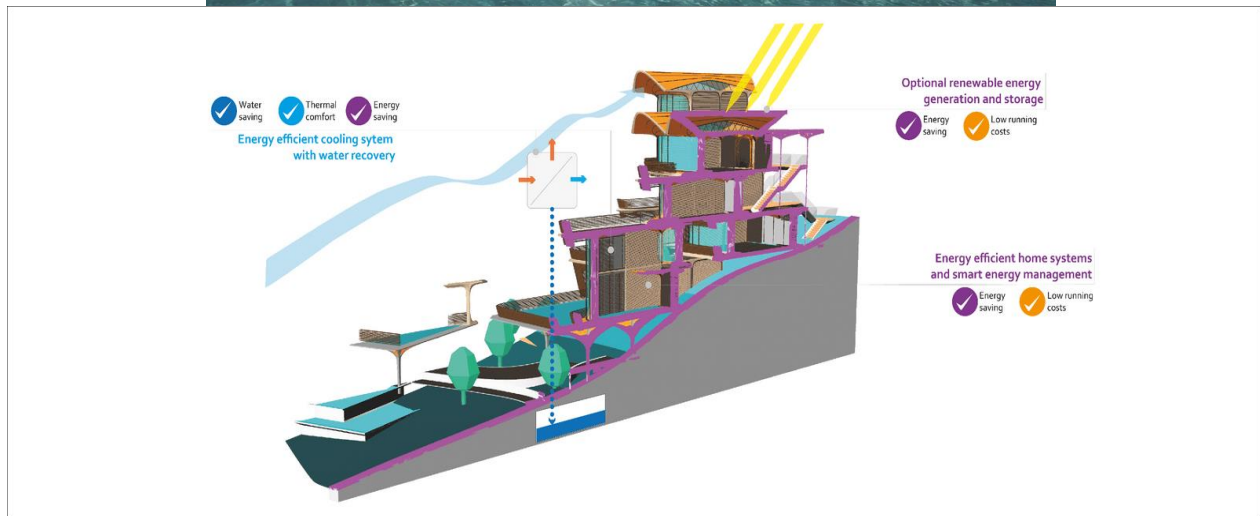 Water saving
Thermal comfort
Energy saving
Energy efficient cooling sytem
with water recovery
Optional renewable energy
generation and storage
Energy saving
Low running costs
Energy efficient home systems
and smart energy management
Energy saving
Low running costs